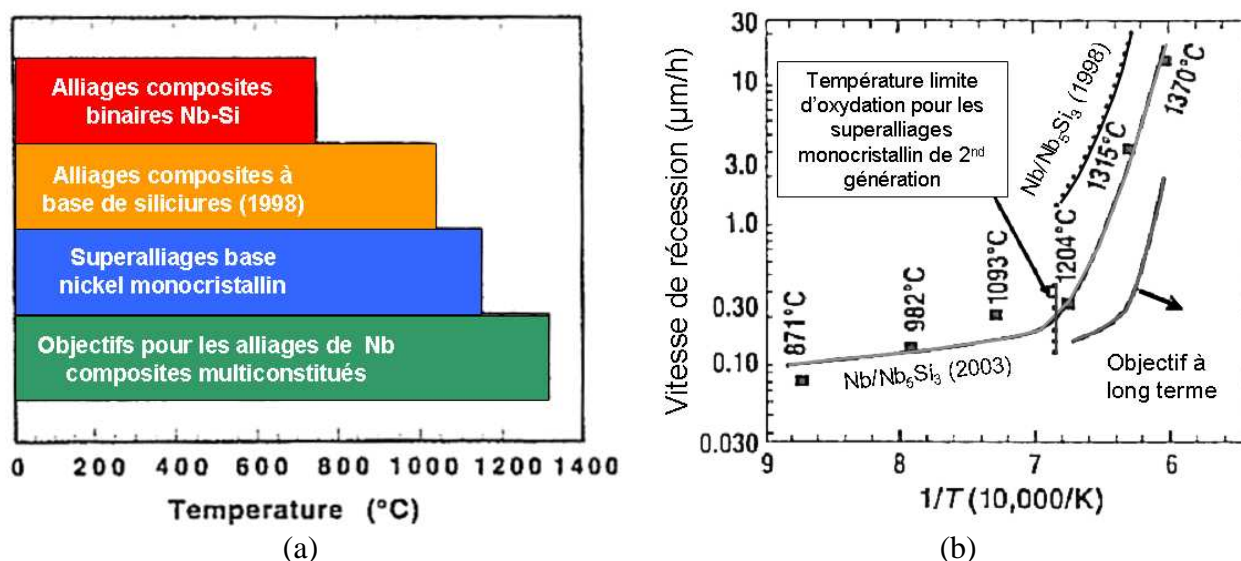 Alliages composites
binaires Nb-Si
Alliages composites à
base de siliciures (1998)
Superalliages base
nickel monocristallin
Objectifs pour les alliages de Nb
composites multiconstitués
0 200 400 600 800 1000 1200 1400
Temperature (°C)
(a)
Vitesse de récession (µm/h)
30
10
3.0
1.0
0.30
0.10
0.030
Température limite
d'oxydation pour les
superalliages
monocristallin de 2nd
génération
Nb/Nb5Si3 (1998)
1370°C
1315°C
1204°C
1093°C
982°C
871°C
Nb/Nb5Si3 (2003)
Objectif à
long terme
9 8 7 6
1/T (10,000/K)
(b)